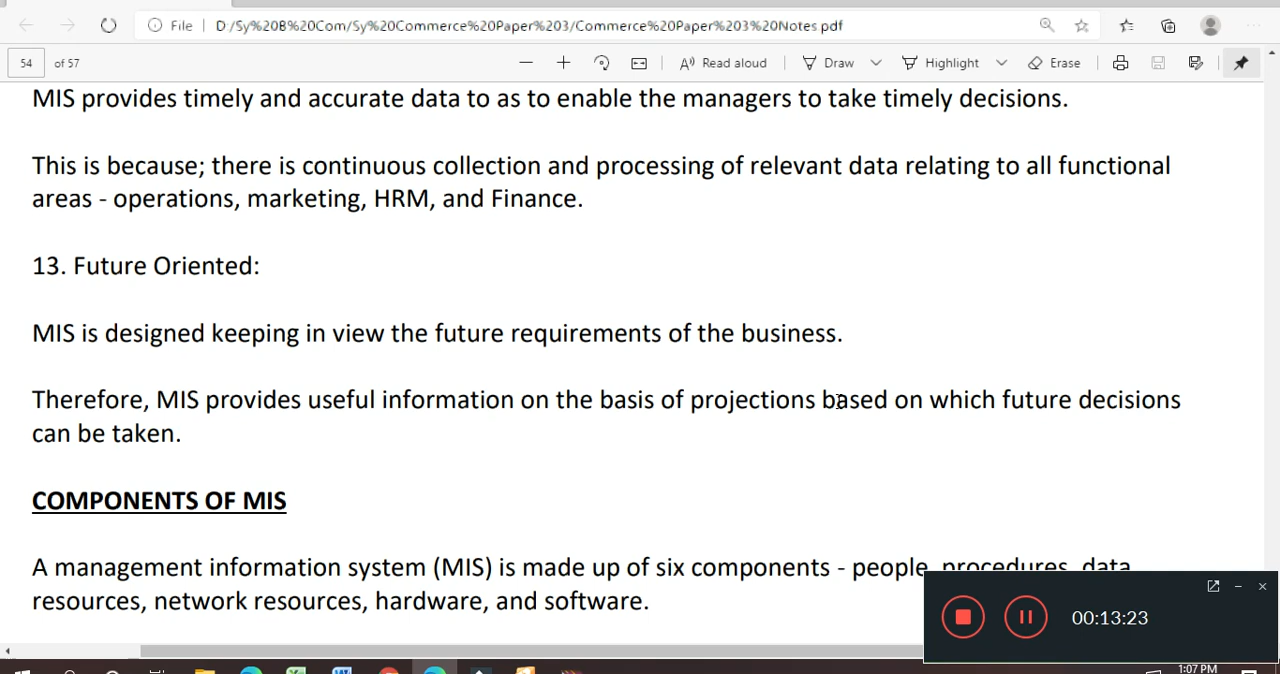 File | D:/Sy%20B%20Com/Sy%20Commerce%20Paper%203/Commerce%20Paper%203%20Notes pdf
54 of 57 Read aloud Draw Highlight Erase
MIS provides timely and accurate data to as to enable the managers to take timely decisions.
This is because; there is continuous collection and processing of relevant data relating to all functional
areas - operations, marketing, HRM, and Finance.
13. Future Oriented:
MIS is designed keeping in view the future requirements of the business.
Therefore, MIS provides useful information on the basis of projections based on which future decisions
can be taken.
COMPONENTS OF MIS
A management information system (MIS) is made up of six components - people, procedures, data
resources, network resources, hardware, and software.
00:13:23
1:07 PM